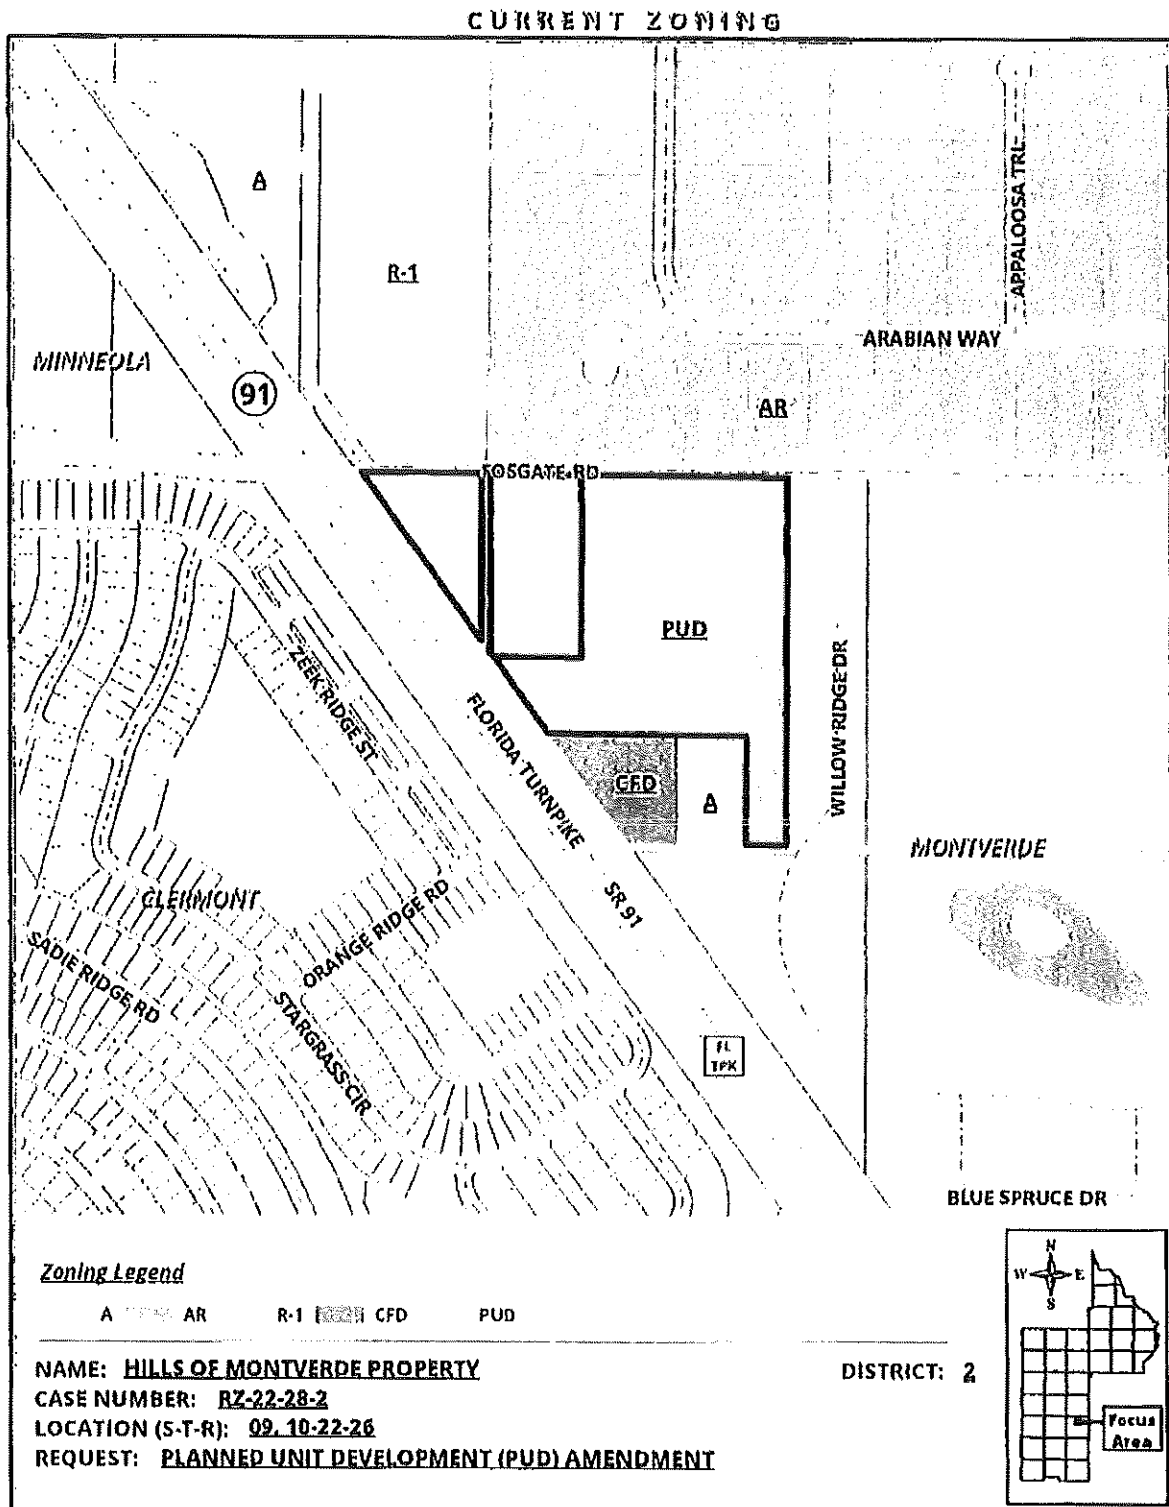 CURRENT ZONING
A
R-1
APPALOOSA TRL
ARABIAN WAY
MINNEOLA
91
AR
FOSGATE RD
PUD
ZEEK RIDGE ST
FLORIDA TURNPIKE
WILLOW RIDGE DR
CFD
A
MONTVERDE
CLERMONT
ORANGE RIDGE RD
SR 91
SADIE RIDGE RD
STARGRASS CIR
FL
TPK
BLUE SPRUCE DR
Zoning Legend
A AR R-1 CFD PUD
N
W E
S
NAME: HILLS OF MONTVERDE PROPERTY DISTRICT: 2
CASE NUMBER: RZ-22-28-2
LOCATION (S-T-R): 09, 10-22-26
REQUEST: PLANNED UNIT DEVELOPMENT (PUD) AMENDMENT
Focus
Area